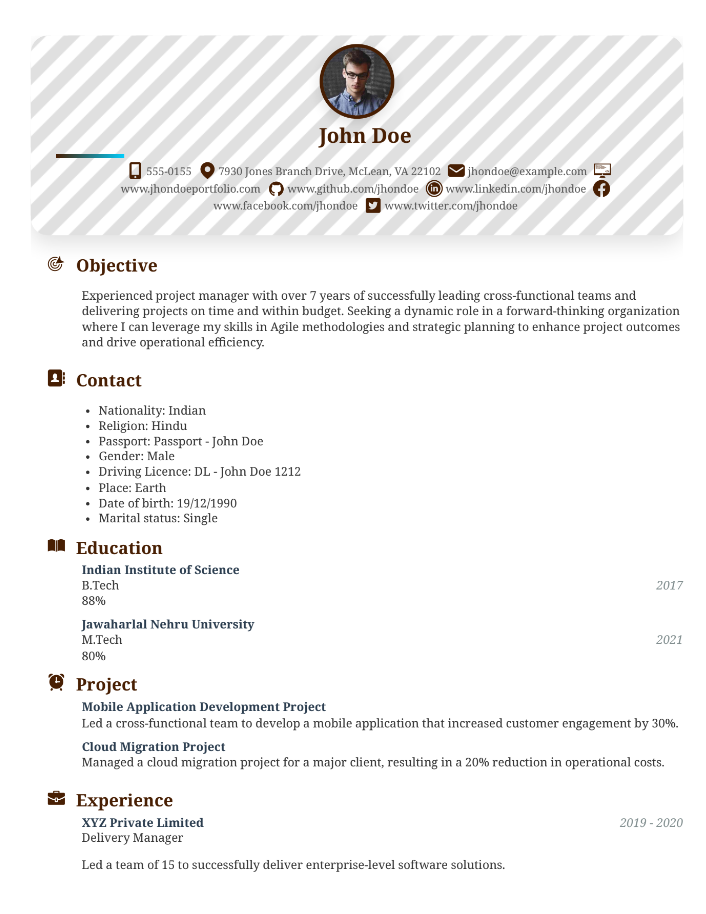 John Doe
555-0155 7930 Jones Branch Drive, McLean, VA 22102 jhondoe@example.com
www.jhondoeportfolio.com www.github.com/jhondoe www.linkedin.com/jhondoe
www.facebook.com/jhondoe www.twitter.com/jhondoe
Objective
Experienced project manager with over 7 years of successfully leading cross-functional teams and
delivering projects on time and within budget. Seeking a dynamic role in a forward-thinking organization
where I can leverage my skills in Agile methodologies and strategic planning to enhance project outcomes
and drive operational efficiency.
Contact
• Nationality: Indian
• Religion: Hindu
• Passport: Passport - John Doe
• Gender: Male
• Driving Licence: DL - John Doe 1212
• Place: Earth
• Date of birth: 19/12/1990
• Marital status: Single
Education
Indian Institute of Science
B.Tech 2017
88%
Jawaharlal Nehru University
M.Tech 2021
80%
Project
Mobile Application Development Project
Led a cross-functional team to develop a mobile application that increased customer engagement by 30%.
Cloud Migration Project
Managed a cloud migration project for a major client, resulting in a 20% reduction in operational costs.
Experience
XYZ Private Limited 2019 - 2020
Delivery Manager
Led a team of 15 to successfully deliver enterprise-level software solutions.